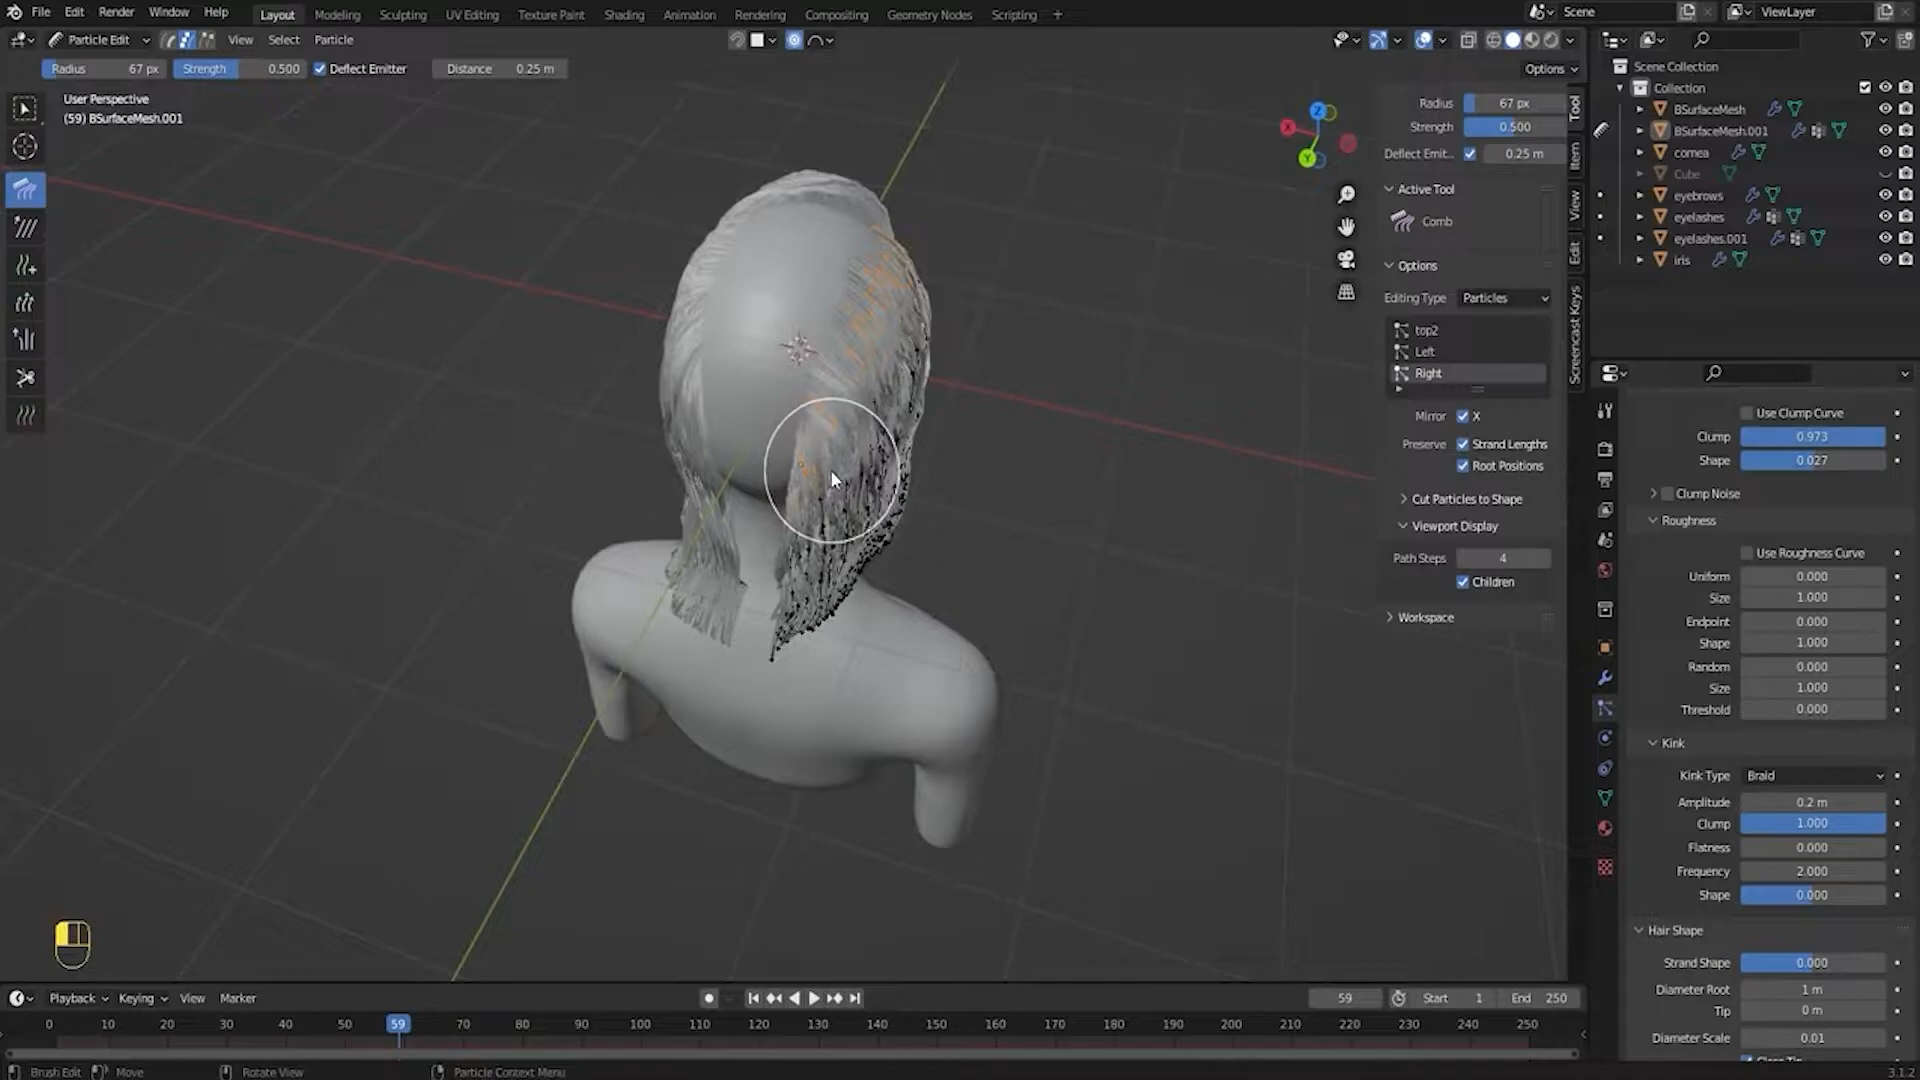 File Edit Render Window Help
Layout Modeling Sculpting UV Editing Texture Paint Shading Animation Rendering Compositing Geometry Nodes Scripting +
Scene
ViewLayer
Particle Edit View Select Particle
Radius 67 px Strength 0.500 Deflect Emitter Distance 0.25 m
Options
User Perspective
(59) BSurfaceMesh.001
Z
X
Y
Radius 67 px
Strength 0.500
Deflect Emit... 0.25 m
Active Tool
Comb
Options
Editing Type Particles
top2
Left
Right
Mirror X
Preserve Strand Lengths
Root Positions
Cut Particles to Shape
Viewport Display
Path Steps 4
Children
Workspace
Tool
Item
View
Edit
Screencast Keys
Scene Collection
Collection
BSurfaceMesh
BSurfaceMesh.001
cornea
Cube
eyebrows
eyelashes
eyelashes.001
iris
Use Clump Curve
Clump 0.973
Shape 0.027
Clump Noise
Roughness
Use Roughness Curve
Uniform 0.000
Size 1.000
Endpoint 0.000
Shape 1.000
Random 0.000
Size 1.000
Threshold 0.000
Kink
Kink Type Braid
Amplitude 0.2 m
Clump 1.000
Flatness 0.000
Frequency 2.000
Shape 0.000
Hair Shape
Strand Shape 0.000
Diameter Root 1 m
Tip 0 m
Diameter Scale 0.01
Close Tip
Playback Keying View Marker
59 Start 1 End 250
0 10 20 30 40 50 59 70 80 90 100 110 120 130 140 150 160 170 180 190 200 210 220 230 240 250
Brush Edit Move Rotate View Particle Context Menu
3.1.2